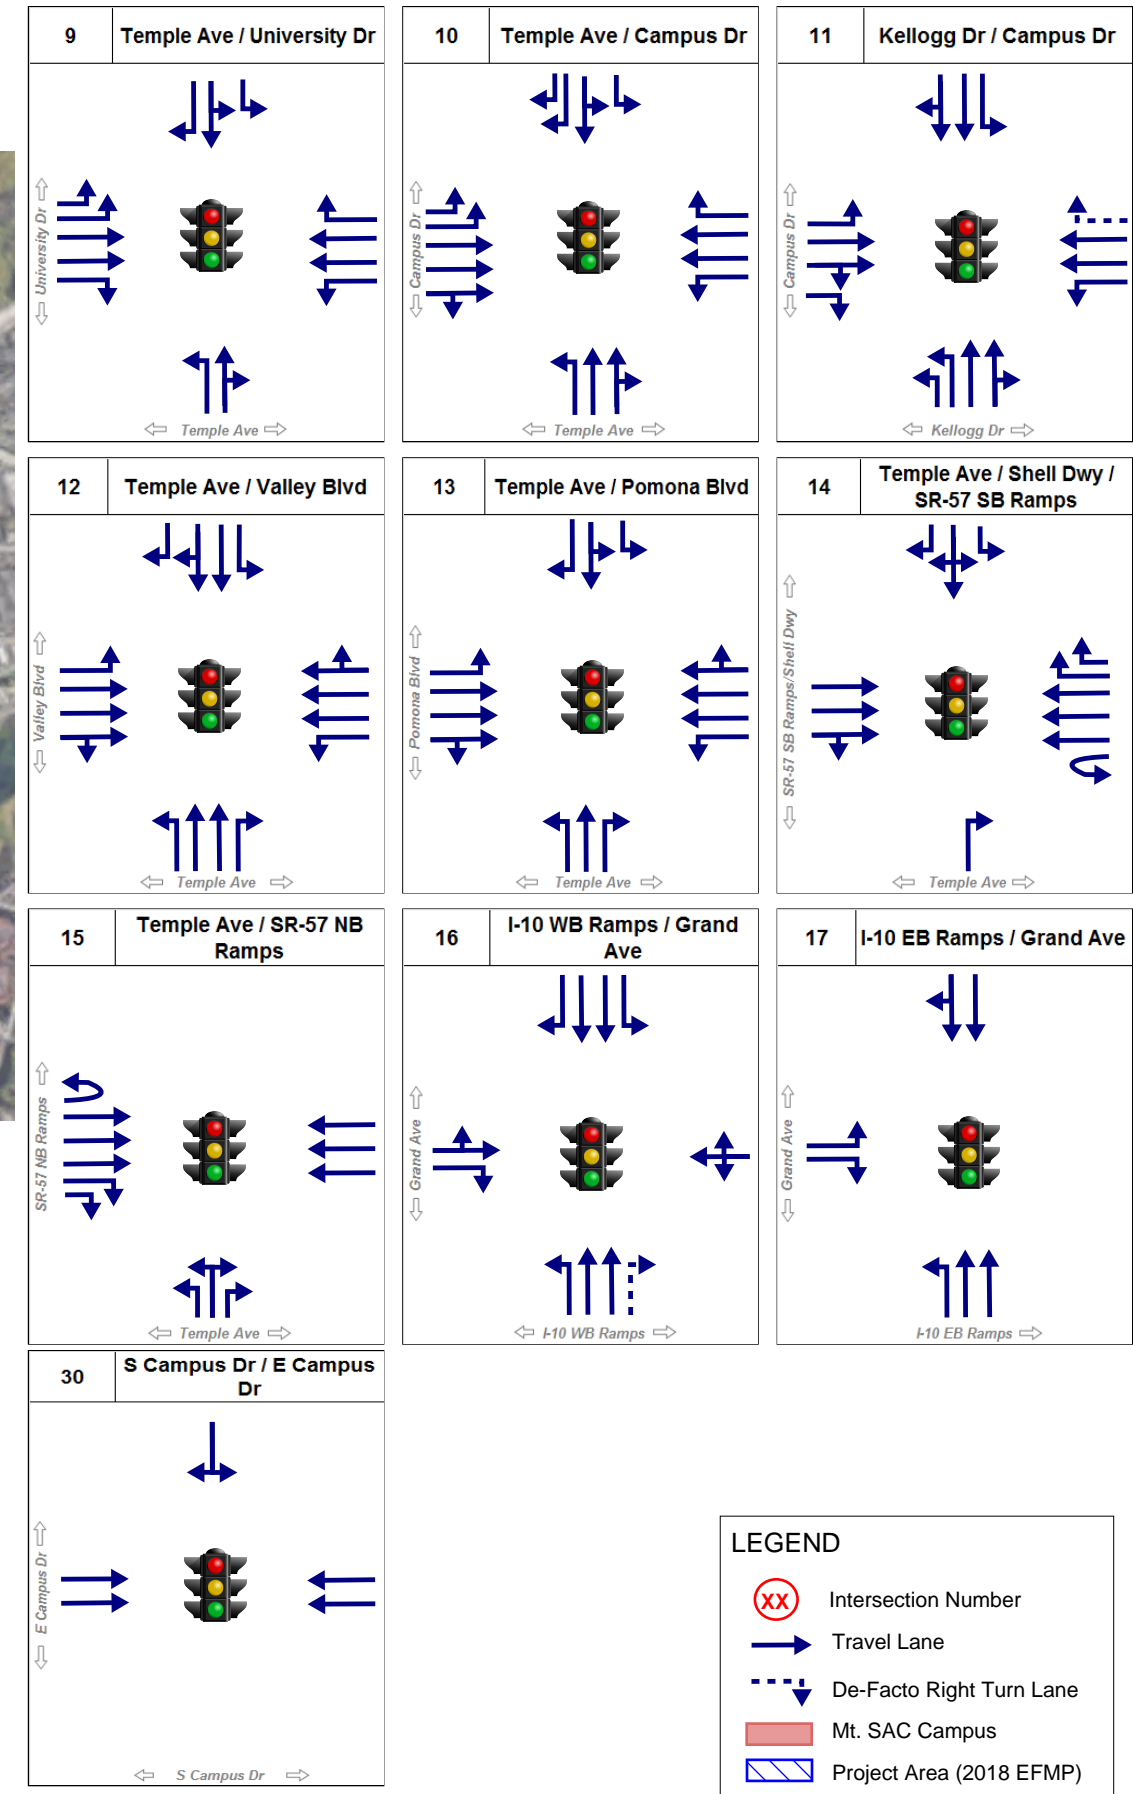 9
Temple Ave / University Dr
University Dr
Temple Ave
10
Temple Ave / Campus Dr
Campus Dr
Temple Ave
11
Kellogg Dr / Campus Dr
Campus Dr
Kellogg Dr
12
Temple Ave / Valley Blvd
Valley Blvd
Temple Ave
13
Temple Ave / Pomona Blvd
Pomona Blvd
Temple Ave
14
Temple Ave / Shell Dwy /
SR-57 SB Ramps
SR-57 SB Ramps/Shell Dwy
Temple Ave
15
Temple Ave / SR-57 NB
Ramps
SR-57 NB Ramps
Temple Ave
16
I-10 WB Ramps / Grand
Ave
Grand Ave
I-10 WB Ramps
17
I-10 EB Ramps / Grand Ave
Grand Ave
I-10 EB Ramps
30
S Campus Dr / E Campus
Dr
E Campus Dr
S Campus Dr
LEGEND
XX Intersection Number
Travel Lane
De-Facto Right Turn Lane
Mt. SAC Campus
Project Area (2018 EFMP)